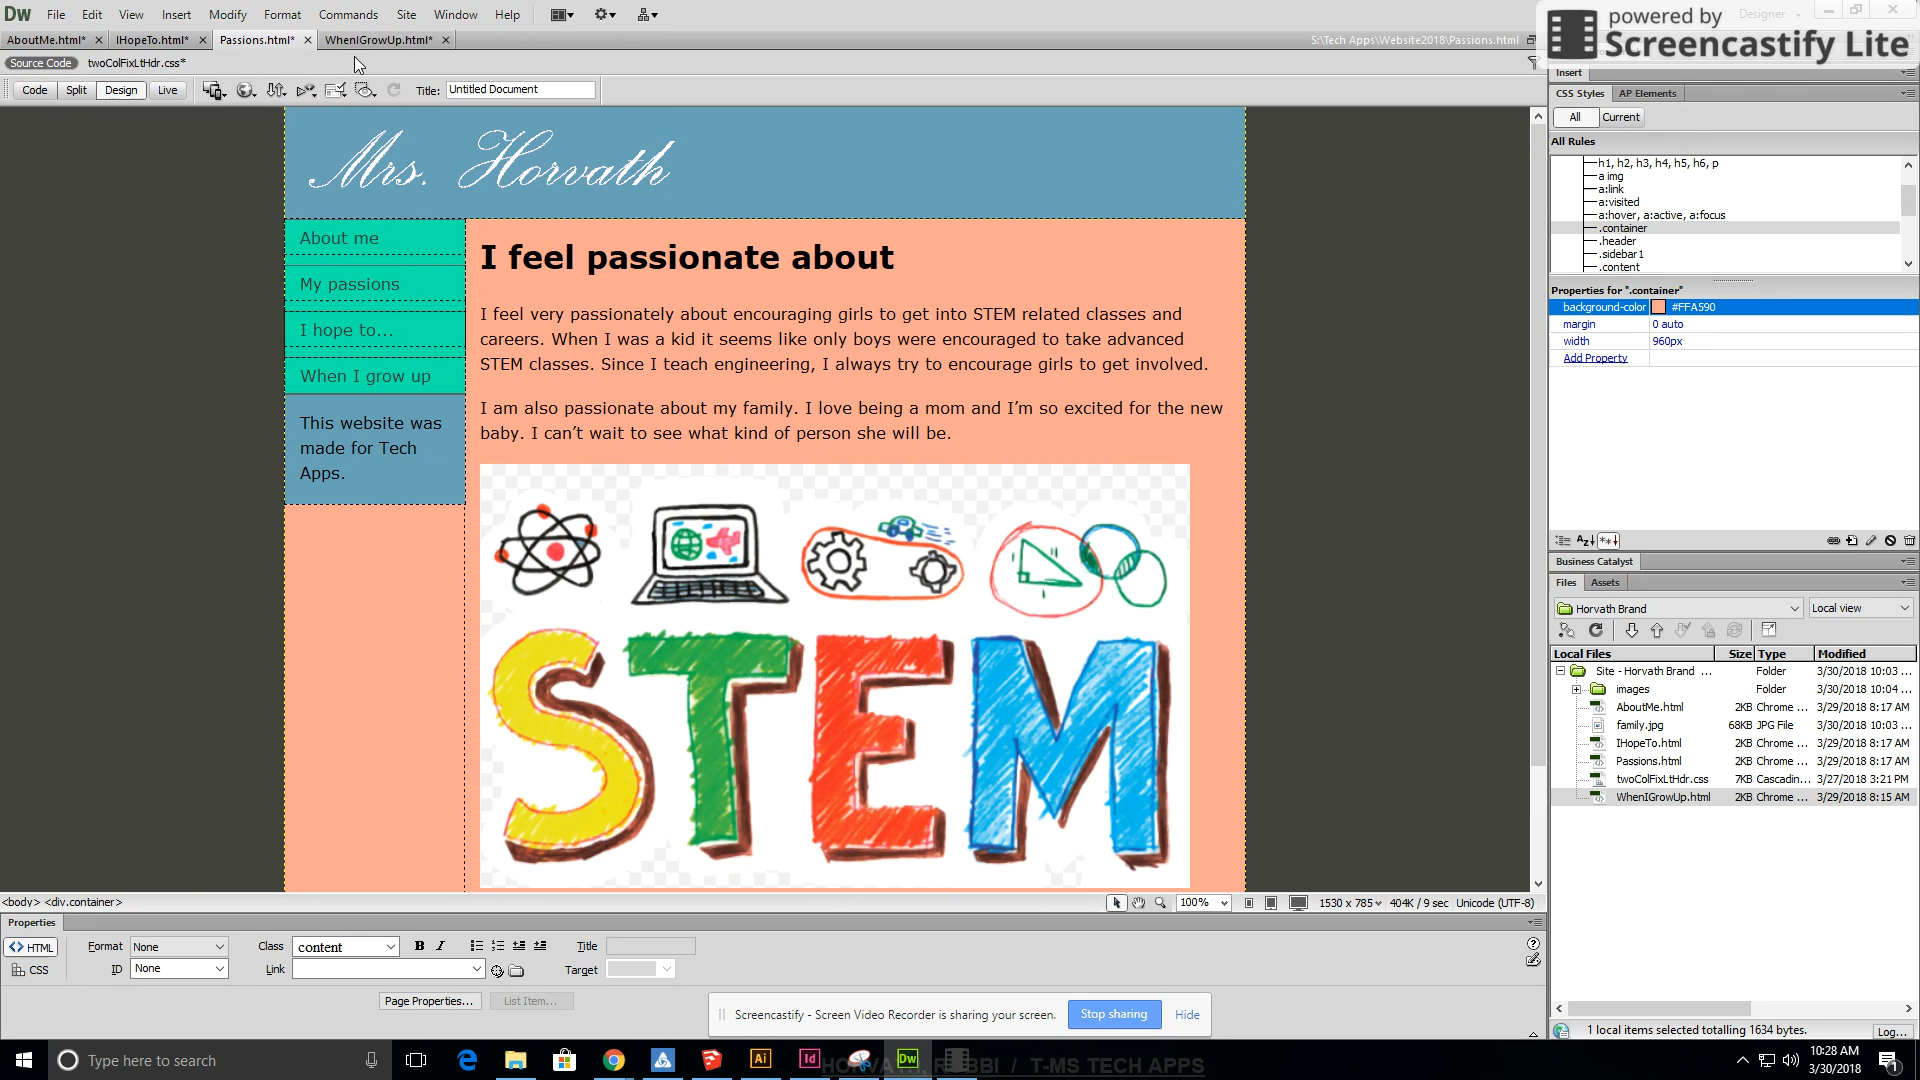 Dw File Edit View Insert Modify Format Commands Site Window Help
Designer
powered by
Screencastify Lite
AboutMe.html* IHopeTo.html* Passions.html* WhenIGrowUp.html*
S:\Tech Apps\Website2018\Passions.html
Source Code twoColFixLtHdr.css*
Code Split Design Live Title: Untitled Document
Mrs. Horvath
About me
My passions
I hope to...
When I grow up
This website was
made for Tech
Apps.
I feel passionate about
I feel very passionately about encouraging girls to get into STEM related classes and
careers. When I was a kid it seems like only boys were encouraged to take advanced
STEM classes. Since I teach engineering, I always try to encourage girls to get involved.
I am also passionate about my family. I love being a mom and I’m so excited for the new
baby. I can’t wait to see what kind of person she will be.
STEM
<body> <div.container>
100%
1530 x 785 404K / 9 sec Unicode (UTF-8)
Properties
<> HTML Format None Class content B I Title
CSS ID None Link Target
Page Properties... List Item...
Screencastify - Screen Video Recorder is sharing your screen. Stop sharing Hide
Insert
CSS Styles AP Elements
All Current
All Rules
h1, h2, h3, h4, h5, h6, p
a img
a:link
a:visited
a:hover, a:active, a:focus
.container
.header
.sidebar1
.content
Properties for ".container"
background-color #FFA590
margin 0 auto
width 960px
Add Property
Business Catalyst
Files Assets
Horvath Brand Local view
Local Files Size Type Modified
Site - Horvath Brand ... Folder 3/30/2018 10:03 ...
images Folder 3/30/2018 10:04 ...
AboutMe.html 2KB Chrome ... 3/29/2018 8:17 AM
family.jpg 68KB JPG File 3/30/2018 10:03 ...
IHopeTo.html 2KB Chrome ... 3/29/2018 8:17 AM
Passions.html 2KB Chrome ... 3/29/2018 8:17 AM
twoColFixLtHdr.css 7KB Cascadin... 3/27/2018 3:21 PM
WhenIGrowUp.html 2KB Chrome ... 3/29/2018 8:15 AM
1 local items selected totalling 1634 bytes. Log...
Type here to search
Ai Id Dw
T-MS TECH APPS
10:28 AM
3/30/2018
1